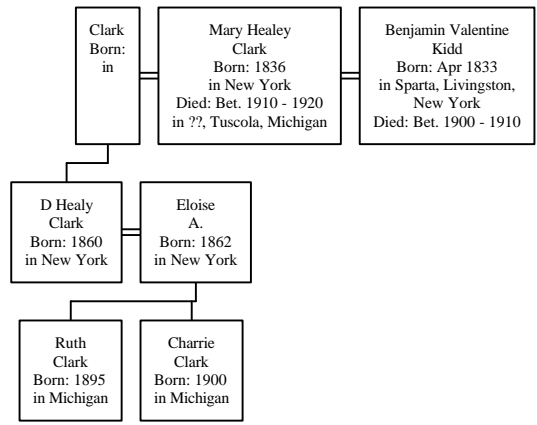 Clark
Born:
in
Mary Healey
Clark
Born: 1836
in New York
Died: Bet. 1910 - 1920
in ??, Tuscola, Michigan
Benjamin Valentine
Kidd
Born: Apr 1833
in Sparta, Livingston,
New York
Died: Bet. 1900 - 1910
D Healy
Clark
Born: 1860
in New York
Eloise
A.
Born: 1862
in New York
Ruth
Clark
Born: 1895
in Michigan
Charrie
Clark
Born: 1900
in Michigan